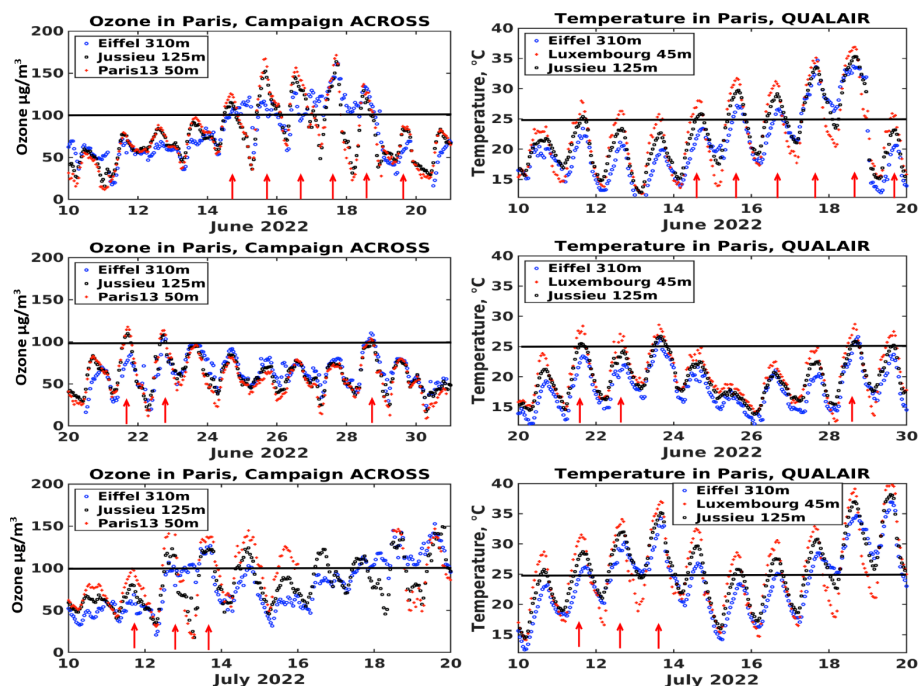 Ozone in Paris, Campaign ACROSS
Ozone µg/m³
200
150
100
50
0
Eiffel 310m
Jussieu 125m
Paris13 50m
10 12 14 16 18 20
June 2022
Temperature in Paris, QUALAIR
Temperature, °C
40
35
30
25
20
15
Eiffel 310m
Luxembourg 45m
Jussieu 125m
10 12 14 16 18 20
June 2022
Ozone in Paris, Campaign ACROSS
Ozone µg/m³
200
150
100
50
0
Eiffel 310m
Jussieu 125m
Paris13 50m
20 22 24 26 28 30
June 2022
Temperature in Paris, QUALAIR
Temperature, °C
40
35
30
25
20
15
Eiffel 310m
Luxembourg 45m
Jussieu 125m
20 22 24 26 28 30
June 2022
Ozone in Paris, Campaign ACROSS
Ozone µg/m³
200
150
100
50
0
Eiffel 310m
Jussieu 125m
Paris13 50m
10 12 14 16 18 20
July 2022
Temperature in Paris, QUALAIR
Temperature, °C
40
35
30
25
20
15
Eiffel 310m
Luxembourg 45m
Jussieu 125m
10 12 14 16 18 20
July 2022